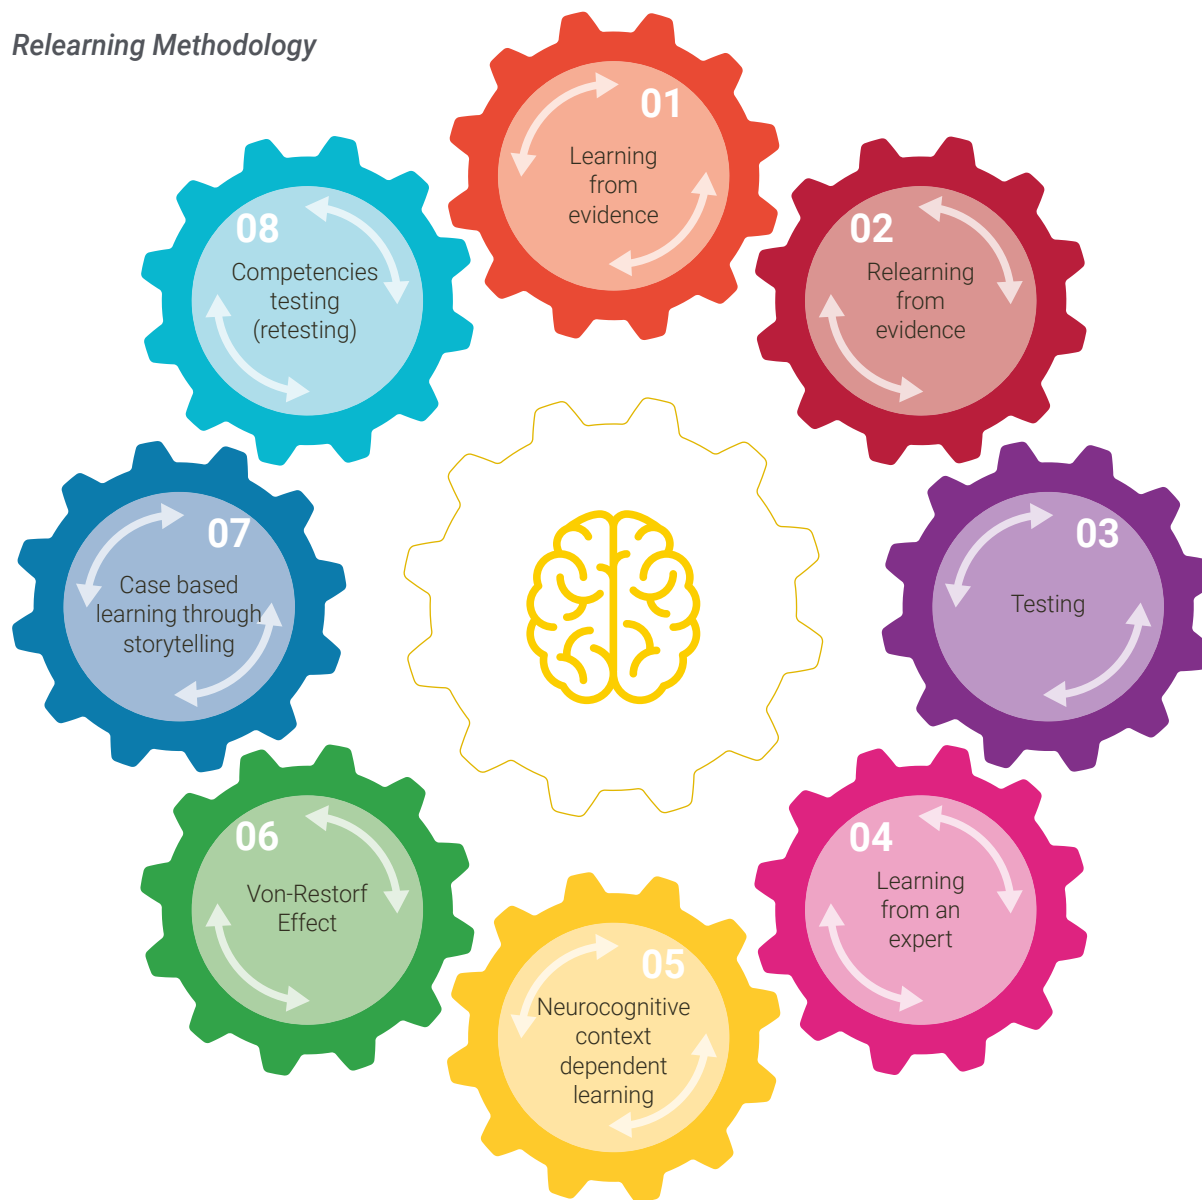 Relearning Methodology
01
Learning
from
evidence
02
Relearning
from
evidence
03
Testing
04
Learning
from an
expert
05
Neurocognitive
context
dependent
learning
06
Von-Restorf
Effect
07
Case based
learning through
storytelling
08
Competencies
testing
(retesting)